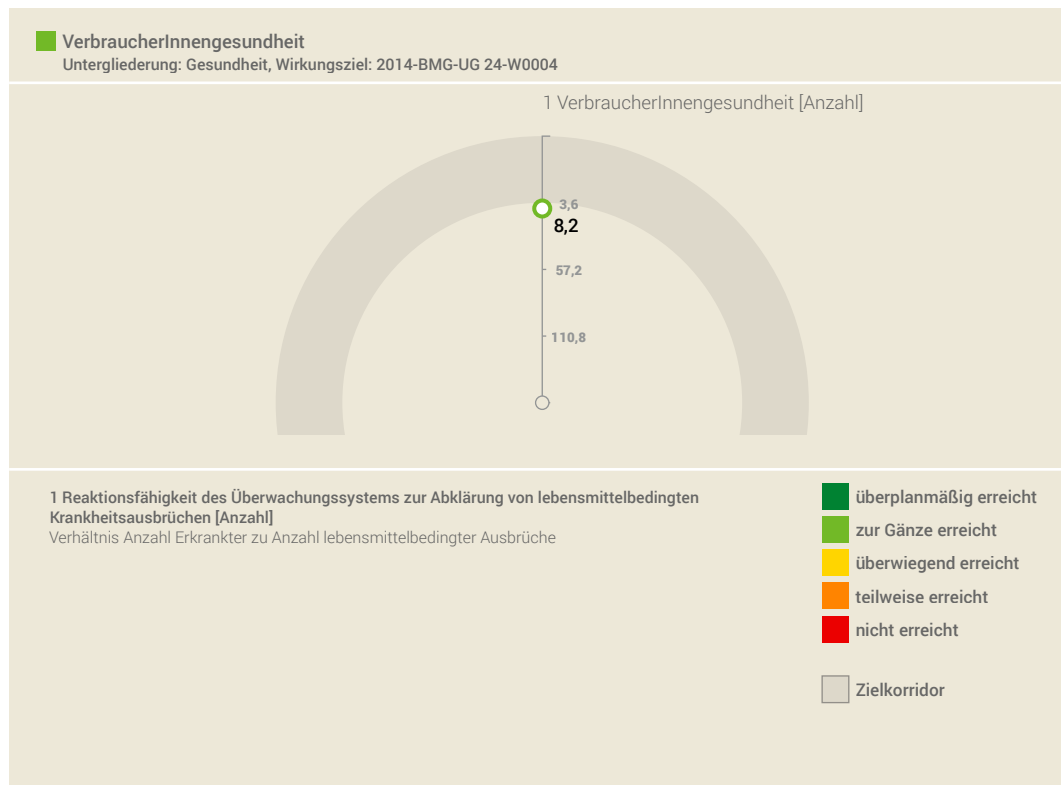 VerbraucherInnengesundheit
Untergliederung: Gesundheit, Wirkungsziel: 2014-BMG-UG 24-W0004
1 VerbraucherInnengesundheit [Anzahl]
3,6
8,2
57,2
110,8
1 Reaktionsfähigkeit des Überwachungssystems zur Abklärung von lebensmittelbedingten
Krankheitsausbrüchen [Anzahl]
Verhältnis Anzahl Erkrankter zu Anzahl lebensmittelbedingter Ausbrüche
überplanmäßig erreicht
zur Gänze erreicht
überwiegend erreicht
teilweise erreicht
nicht erreicht
Zielkorridor